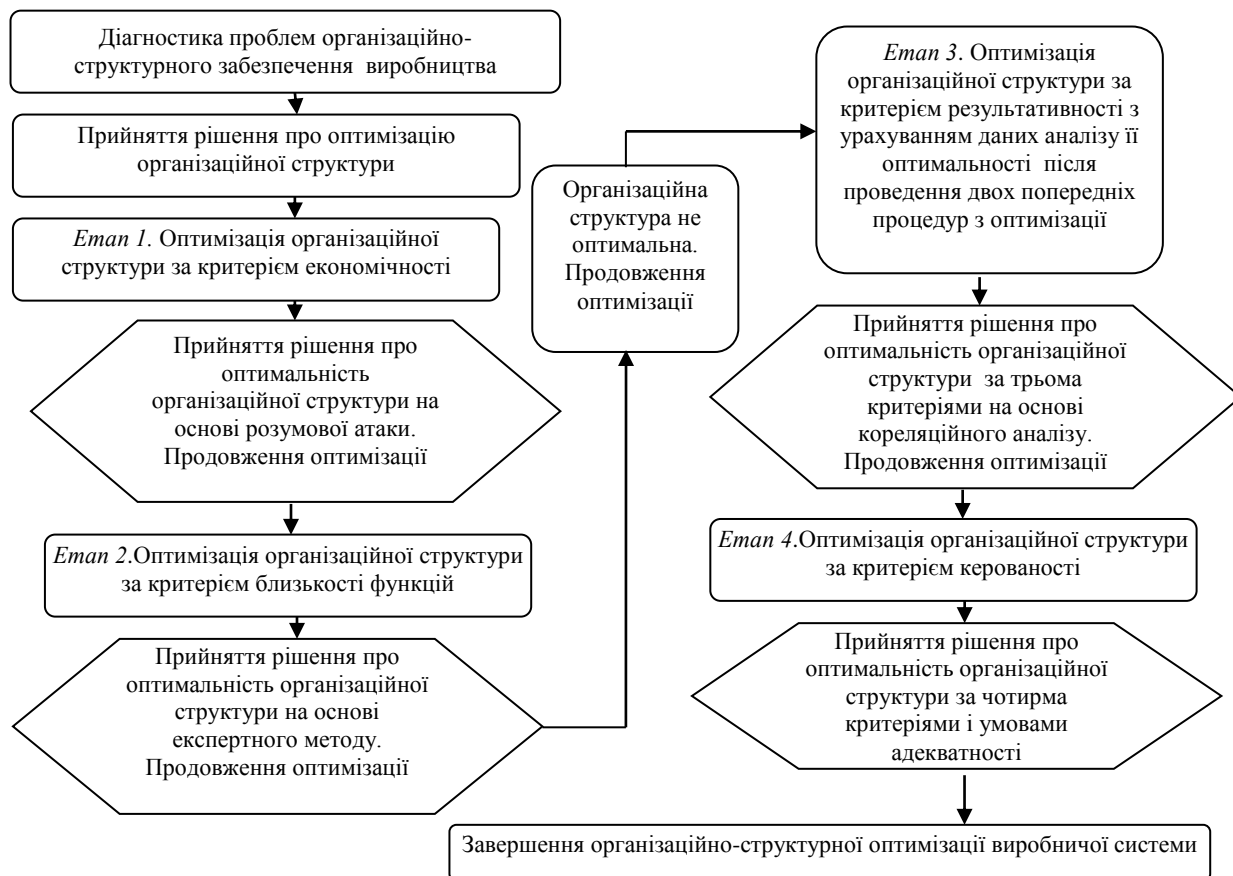 Діагностика проблем організаційно-
структурного забезпечення виробництва
Прийняття рішення про оптимізацію
організаційної структури
Етап 1. Оптимізація організаційної
структури за критерієм економічності
Прийняття рішення про
оптимальність
організаційної структури на
основі розумової атаки.
Продовження оптимізації
Етап 2.Оптимізація організаційної структури
за критерієм близькості функцій
Прийняття рішення про
оптимальність організаційної
структури на основі
експертного методу.
Продовження оптимізації
Організаційна
структура не
оптимальна.
Продовження
оптимізації
Етап 3. Оптимізація
організаційної структури за
критерієм результативності з
урахуванням даних аналізу її
оптимальності після
проведення двох попередніх
процедур з оптимізації
Прийняття рішення про
оптимальність організаційної
структури за трьома
критеріями на основі
кореляційного аналізу.
Продовження оптимізації
Етап 4.Оптимізація організаційної структури
за критерієм керованості
Прийняття рішення про
оптимальність організаційної
структури за чотирма
критеріями і умовами
адекватності
Завершення організаційно-структурної оптимізації виробничої системи